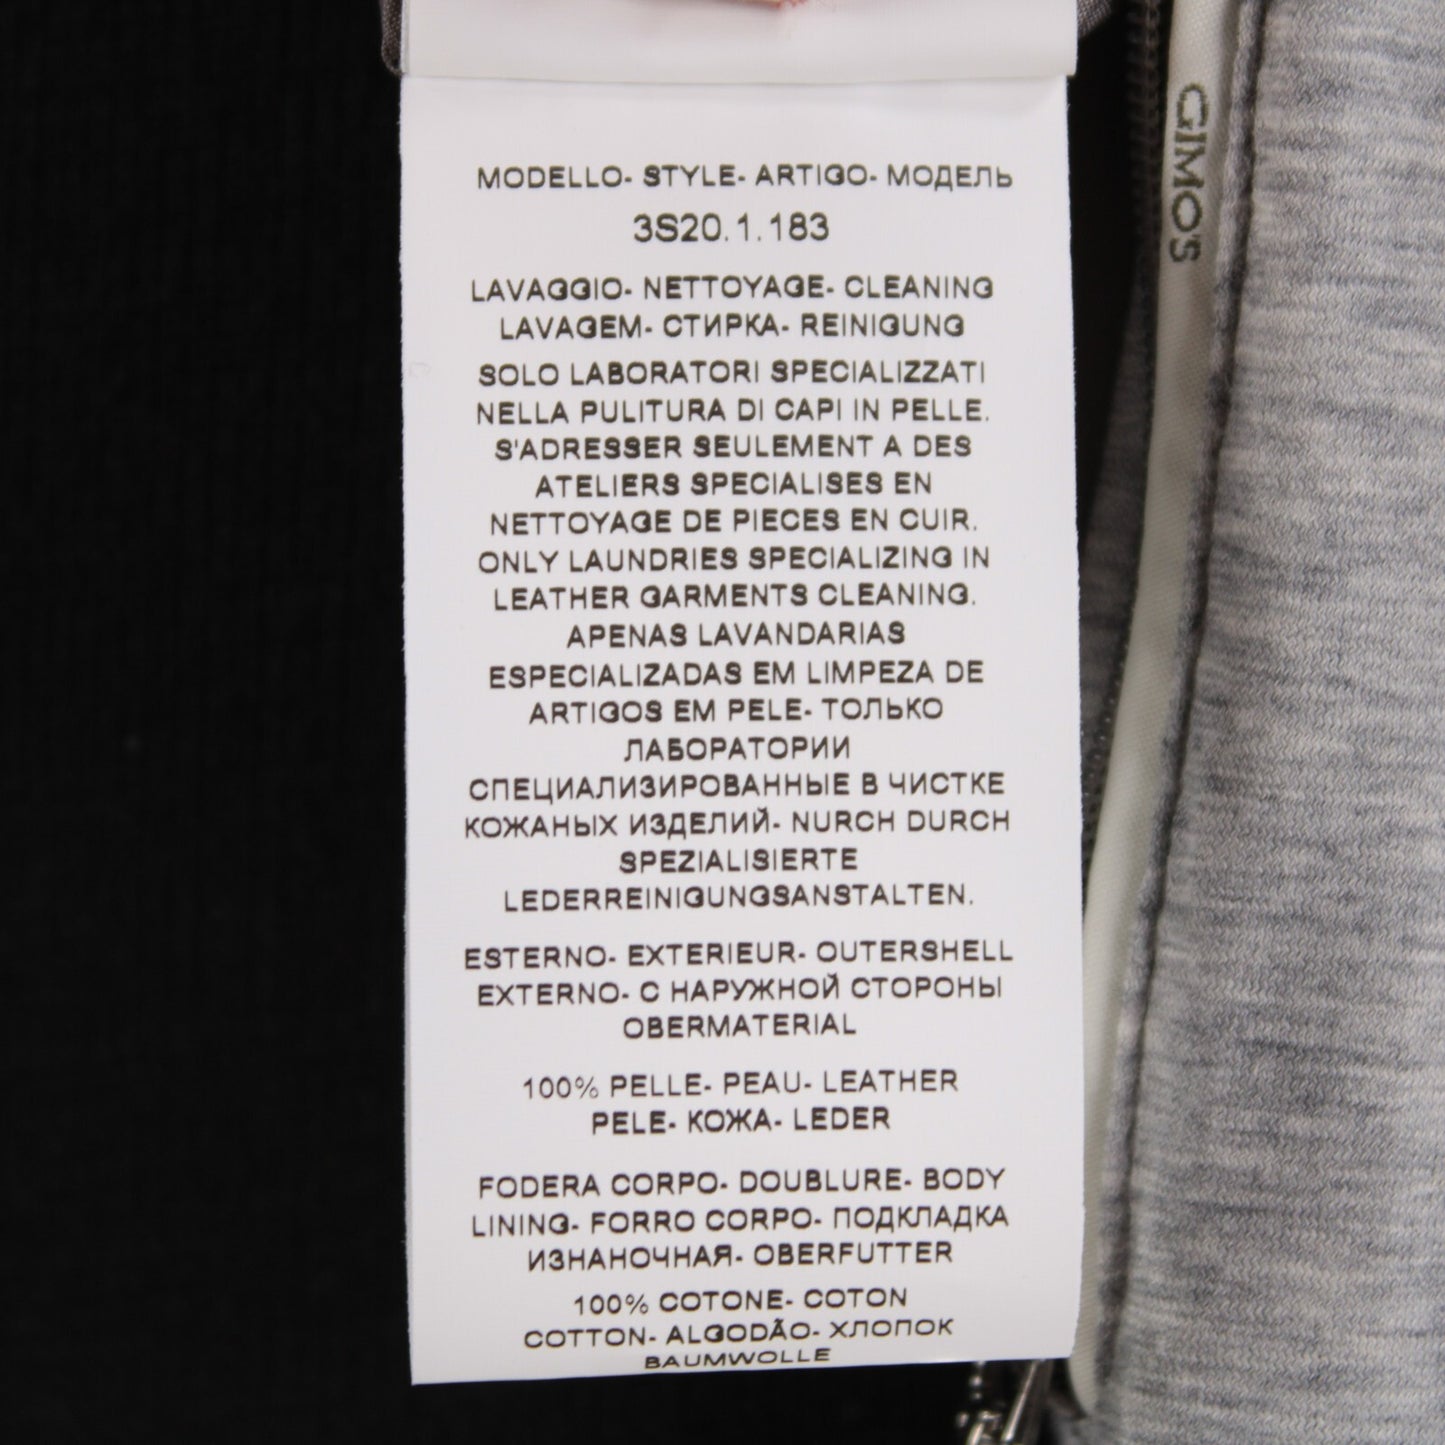 MODELLO- STYLE- ARTIGO- МОДЕЛЬ
3S20.1.183
LAVAGGIO- NETTOYAGE- CLEANING
LAVAGEM- СТИРКА- REINIGUNG
SOLO LABORATORI SPECIALIZZATI
NELLA PULITURA DI CAPI IN PELLE.
S'ADRESSER SEULEMENT A DES
ATELIERS SPECIALISES EN
NETTOYAGE DE PIECES EN CUIR.
ONLY LAUNDRIES SPECIALIZING IN
LEATHER GARMENTS CLEANING.
APENAS LAVANDARIAS
ESPECIALIZADAS EM LIMPEZA DE
ARTIGOS EM PELE- ТОЛЬКО
ЛАБОРАТОРИИ
СПЕЦИАЛИЗИРОВАННЫЕ В ЧИСТКЕ
КОЖАНЫХ ИЗДЕЛИЙ- NURCH DURCH
SPEZIALISIERTE
LEDERREINIGUNGSANSTALTEN.
ESTERNO- EXTERIEUR- OUTERSHELL
EXTERNO- С НАРУЖНОЙ СТОРОНЫ
OBERMATERIAL
100% PELLE- PEAU- LEATHER
PELE- КОЖА- LEDER
FODERA CORPO- DOUBLURE- BODY
LINING- FORRO CORPO- ПОДКЛАДКА
ИЗНАНОЧНАЯ- OBERFUTTER
100% COTONE- COTON
COTTON- ALGODÃO- ХЛОПОК
BAUMWOLLE
GIMO'S